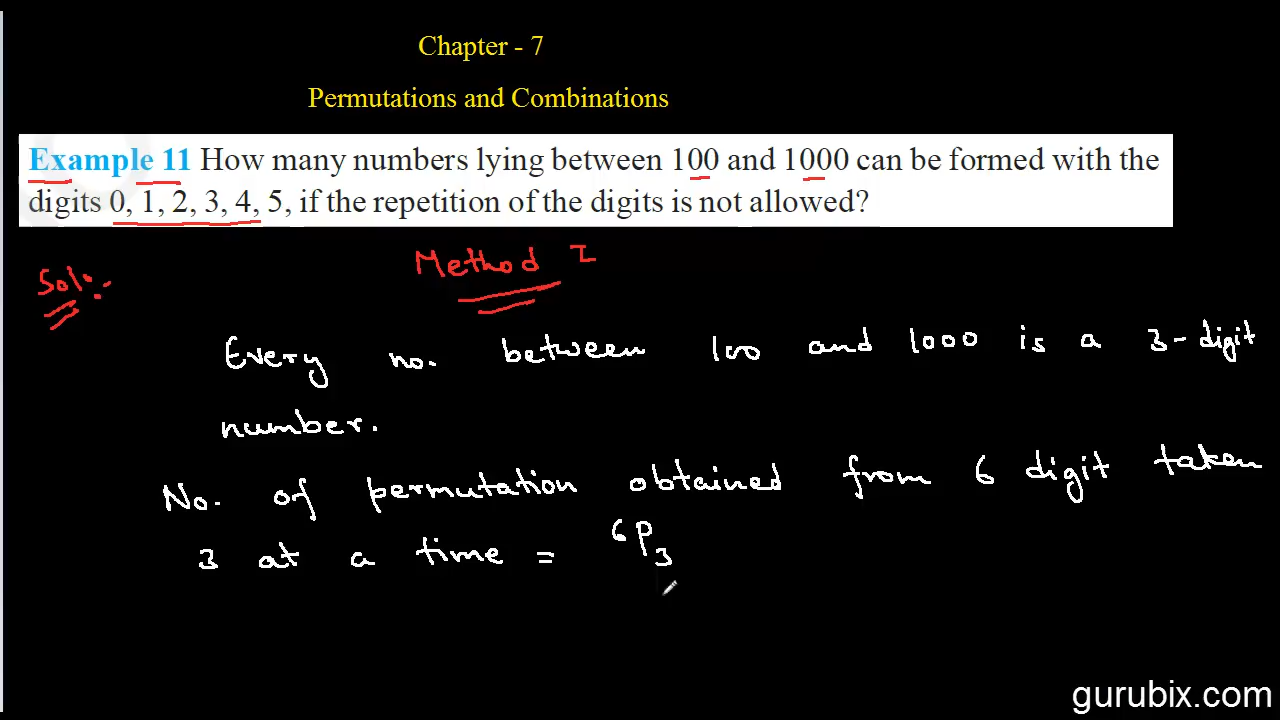 Chapter - 7
Permutations and Combinations
Example 11 How many numbers lying between 100 and 1000 can be formed with the
digits 0, 1, 2, 3, 4, 5, if the repetition of the digits is not allowed?
Method I
Sol:-
Every no. between 100 and 1000 is a 3-digit
number.
No. of permutation obtained from 6 digit taken
3 at a time = ⁶P₃
gurubix.com